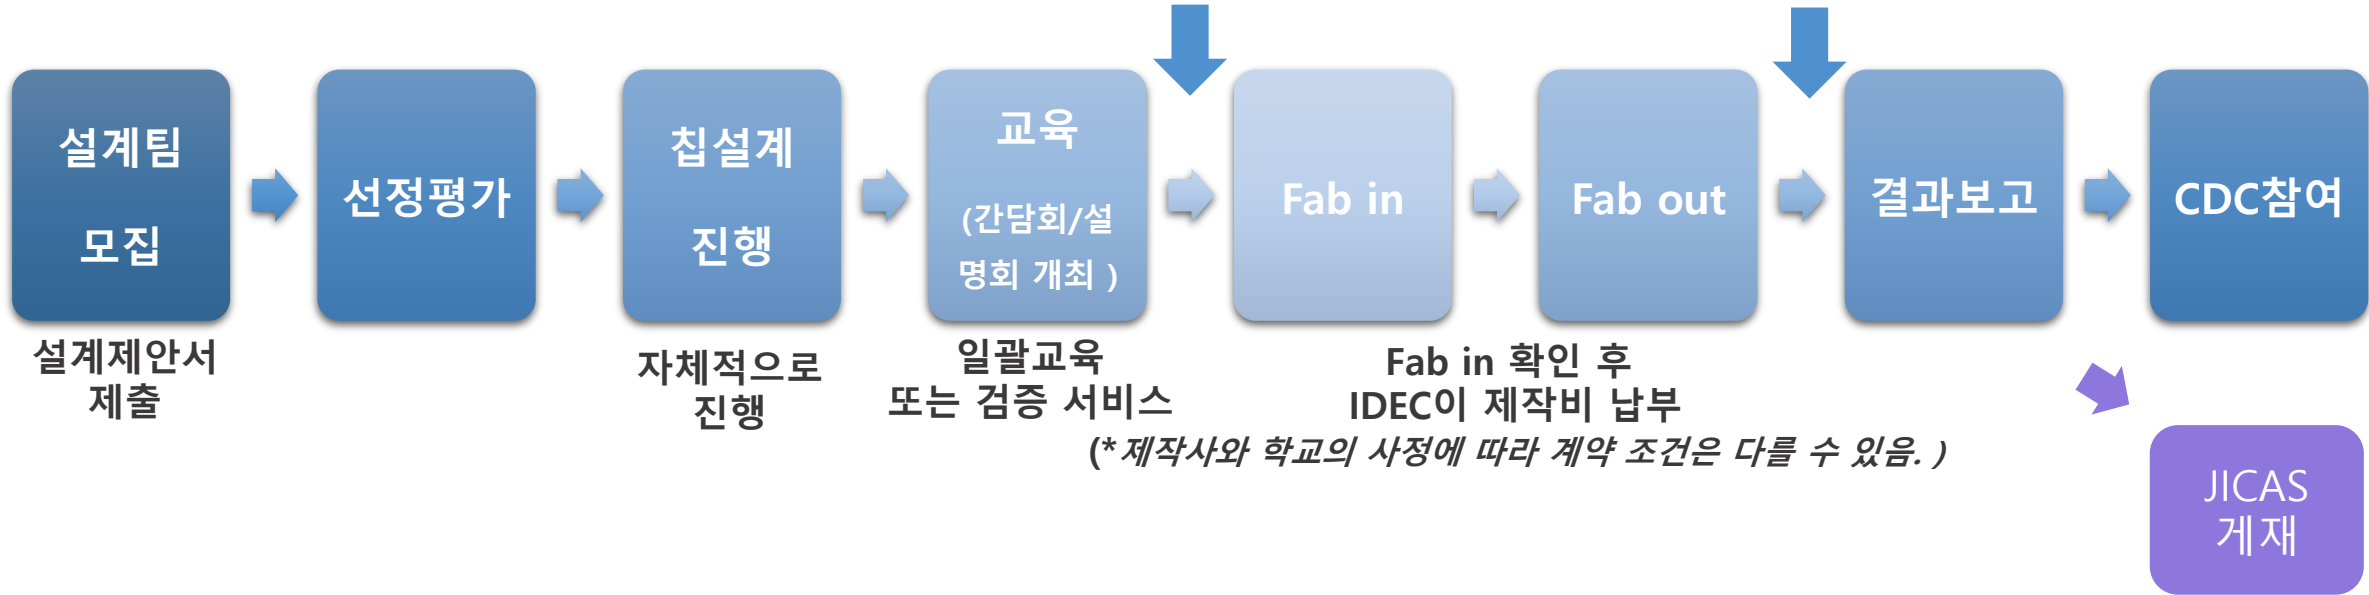 설계팀
모집
선정평가
칩설계
진행
교육
(간담회/설
명회 개최 )
Fab in
Fab out
결과보고
CDC참여
설계제안서
제출
자체적으로
진행
일괄교육
또는 검증 서비스
Fab in 확인 후
IDEC이 제작비 납부
(*제작사와 학교의 사정에 따라 계약 조건은 다를 수 있음. )
JICAS
게재